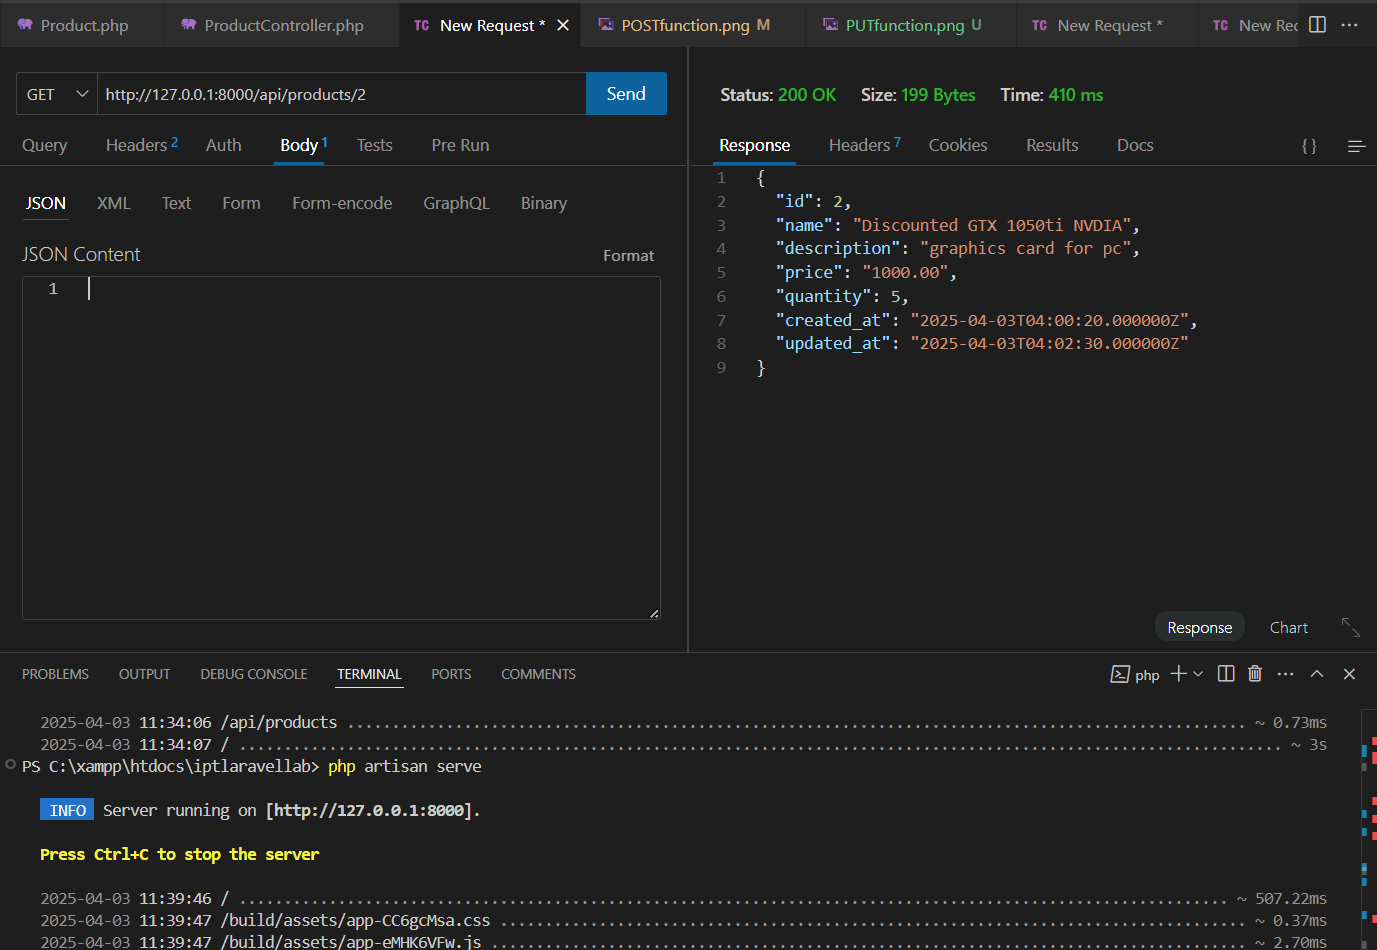 Product.php ProductController.php TC New Request * POSTfunction.png M PUTfunction.png U TC New Request * TC New Rec
GET http://127.0.0.1:8000/api/products/2 Send
Status: 200 OK Size: 199 Bytes Time: 410 ms
Query Headers 2 Auth Body 1 Tests Pre Run
Response Headers 7 Cookies Results Docs { }
JSON XML Text Form Form-encode GraphQL Binary
JSON Content Format
1
1 {
2 "id": 2,
3 "name": "Discounted GTX 1050ti NVDIA",
4 "description": "graphics card for pc",
5 "price": "1000.00",
6 "quantity": 5,
7 "created_at": "2025-04-03T04:00:20.000000Z",
8 "updated_at": "2025-04-03T04:02:30.000000Z"
9 }
Response Chart
PROBLEMS OUTPUT DEBUG CONSOLE TERMINAL PORTS COMMENTS php
2025-04-03 11:34:06 /api/products .................................................................................................... ~ 0.73ms
2025-04-03 11:34:07 / .................................................................................................................... ~ 3s
PS C:\xampp\htdocs\iptlaravellab> php artisan serve
INFO Server running on [http://127.0.0.1:8000].
Press Ctrl+C to stop the server
2025-04-03 11:39:46 / .............................................................................................................. ~ 507.22ms
2025-04-03 11:39:47 /build/assets/app-CC6gcMsa.css ................................................................................... ~ 0.37ms
2025-04-03 11:39:47 /build/assets/app-eMHK6VFw.js .................................................................................... ~ 2.70ms